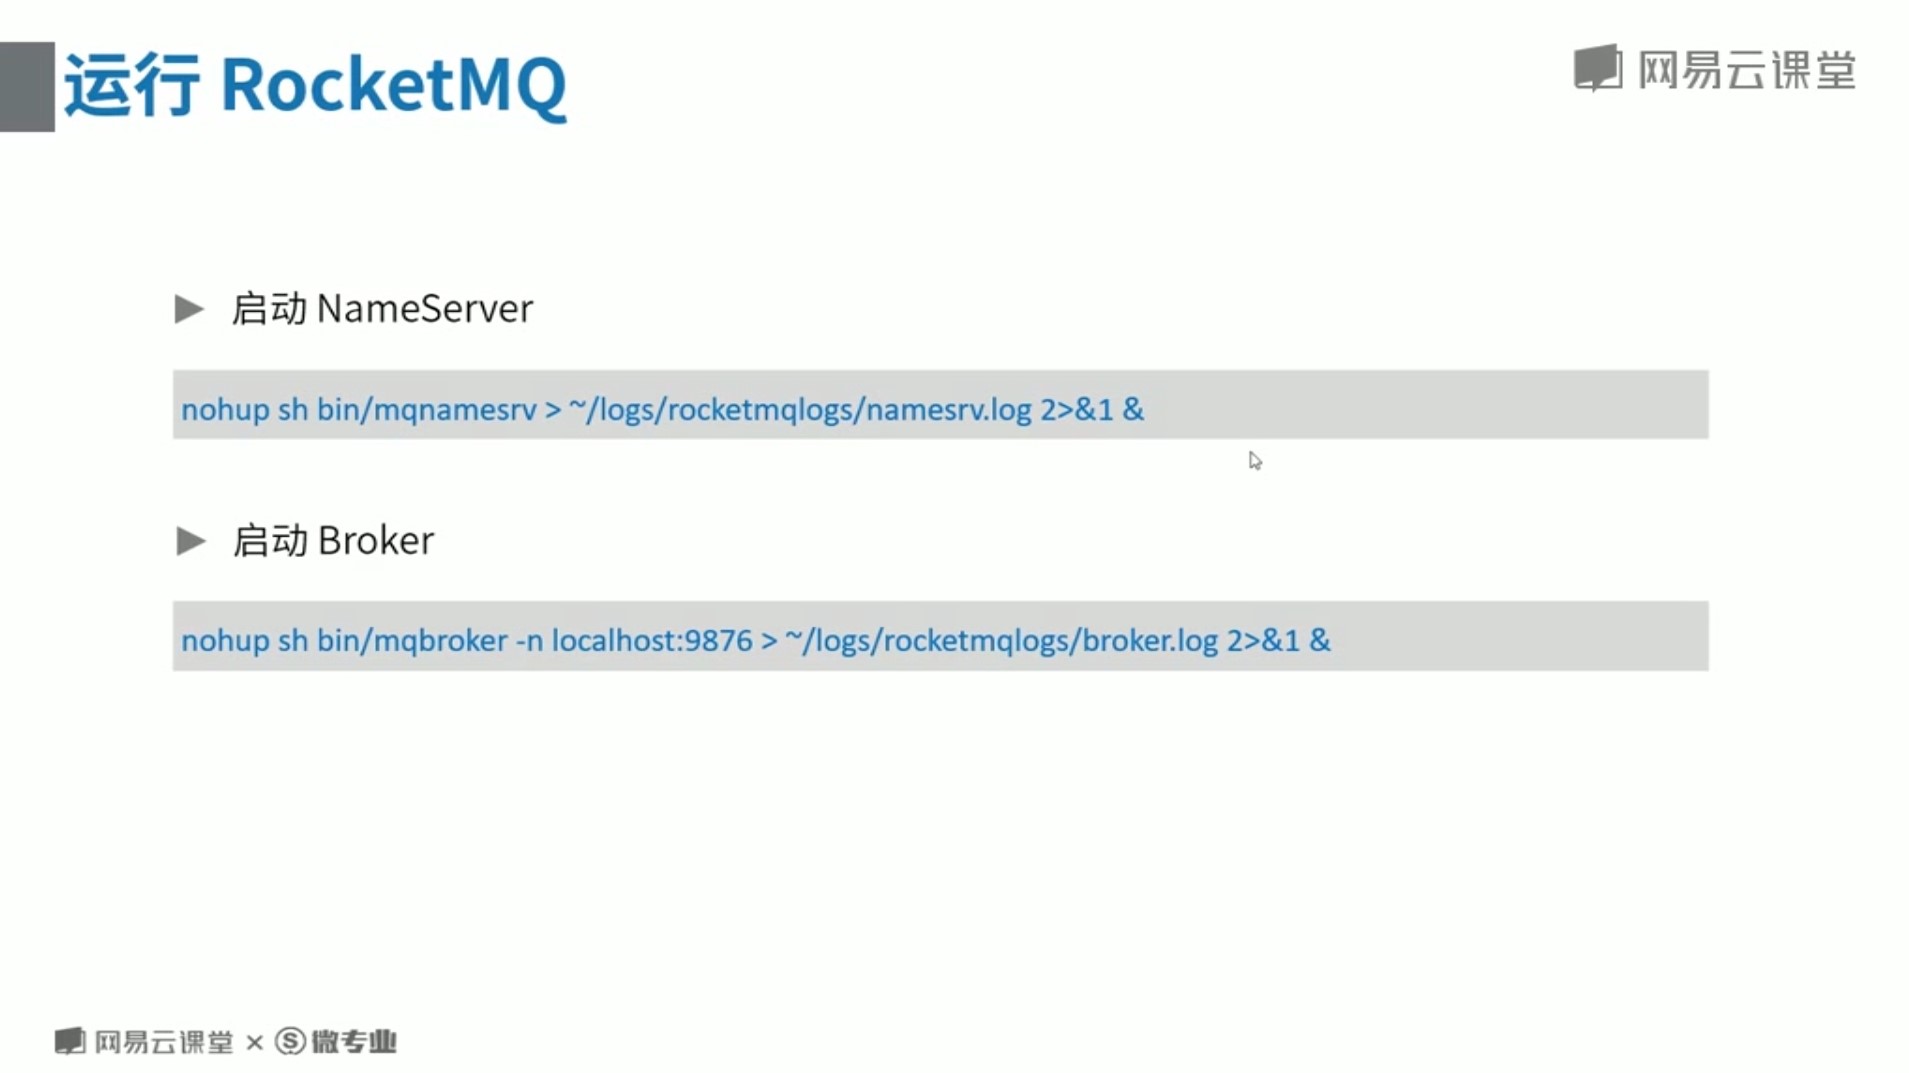 运行 RocketMQ
网易云课堂
启动 NameServer
nohup sh bin/mqnamesrv > ~/logs/rocketmqlogs/namesrv.log 2>&1 &
启动 Broker
nohup sh bin/mqbroker -n localhost:9876 > ~/logs/rocketmqlogs/broker.log 2>&1 &
网易云课堂 × S 微专业